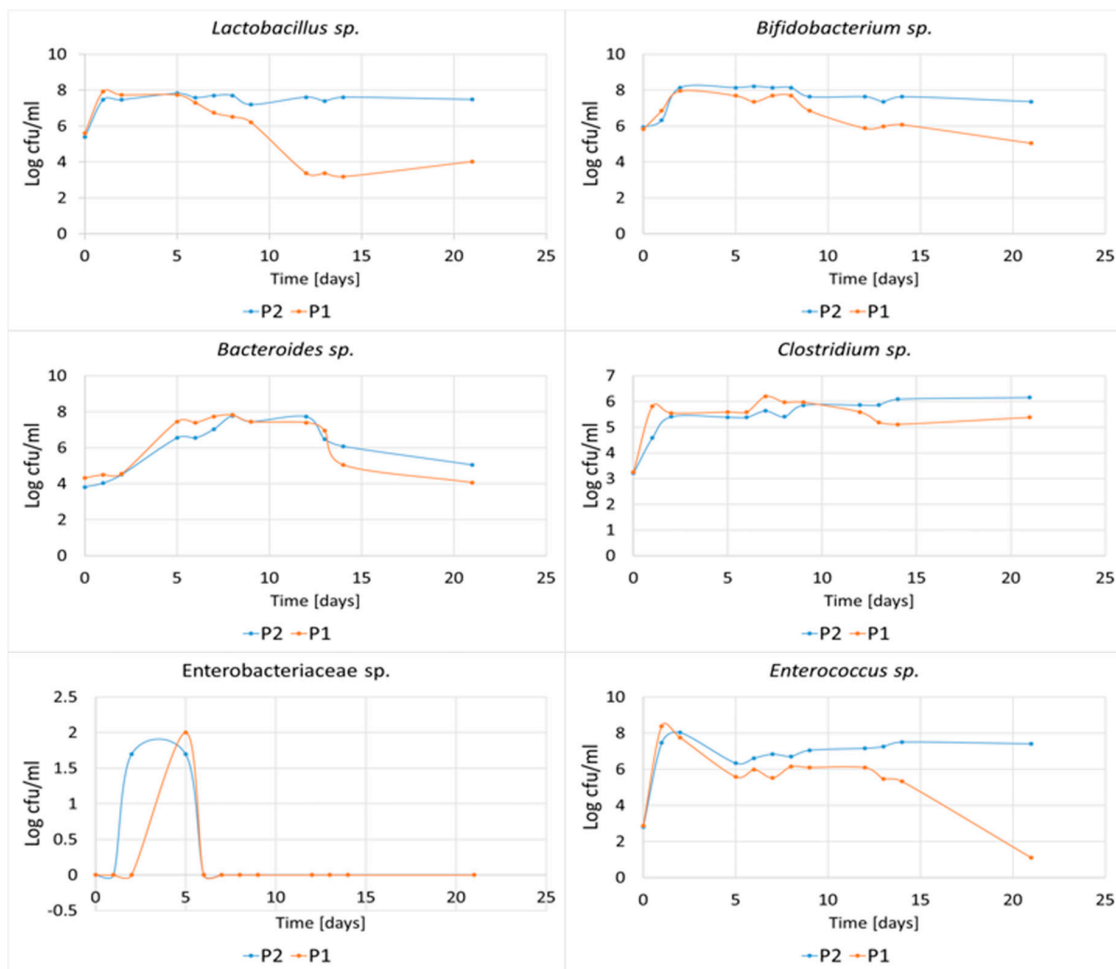 Lactobacillus sp.
10
8
6
4
2
0
Log cfu/ml
0 5 10 15 20 25
Time [days]
P2 P1
Bifidobacterium sp.
10
8
6
4
2
0
Log cfu/ml
0 5 10 15 20 25
Time [days]
P2 P1
Bacteroides sp.
10
8
6
4
2
0
Log cfu/ml
0 5 10 15 20 25
Time [days]
P2 P1
Clostridium sp.
7
6
5
4
3
2
1
0
Log cfu/ml
0 5 10 15 20 25
Time [days]
P2 P1
Enterobacteriaceae sp.
2.5
2
1.5
1
0.5
0
-0.5
Log cfu/ml
0 5 10 15 20 25
Time [days]
P2 P1
Enterococcus sp.
10
8
6
4
2
0
Log cfu/ml
0 5 10 15 20 25
Time [days]
P2 P1